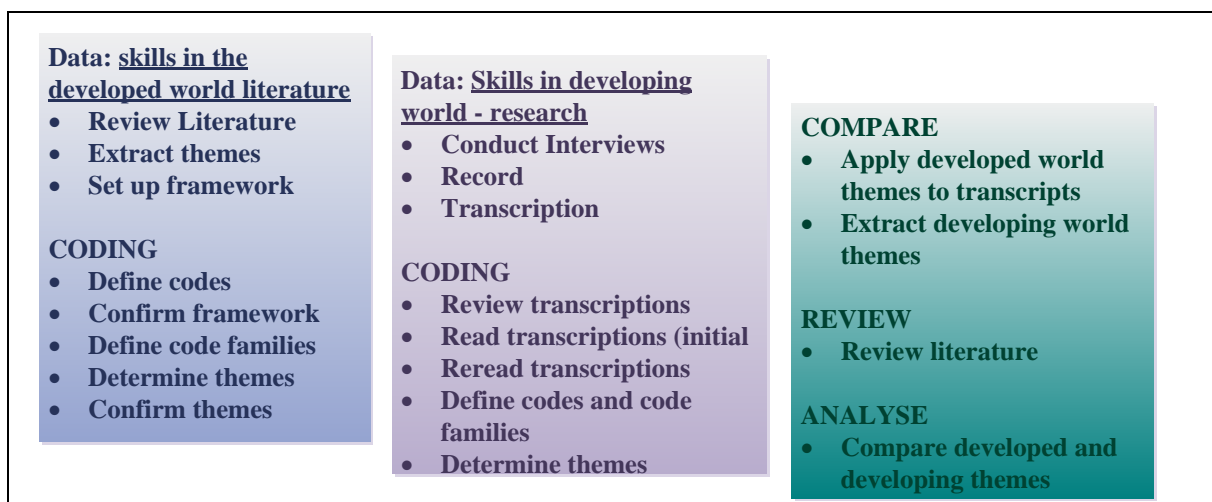 Data: skills in the
developed world literature
• Review Literature
• Extract themes
• Set up framework
CODING
• Define codes
• Confirm framework
• Define code families
• Determine themes
• Confirm themes
Data: Skills in developing
world - research
• Conduct Interviews
• Record
• Transcription
CODING
• Review transcriptions
• Read transcriptions (initial
• Reread transcriptions
• Define codes and code
families
• Determine themes
COMPARE
• Apply developed world
themes to transcripts
• Extract developing world
themes
REVIEW
• Review literature
ANALYSE
• Compare developed and
developing themes